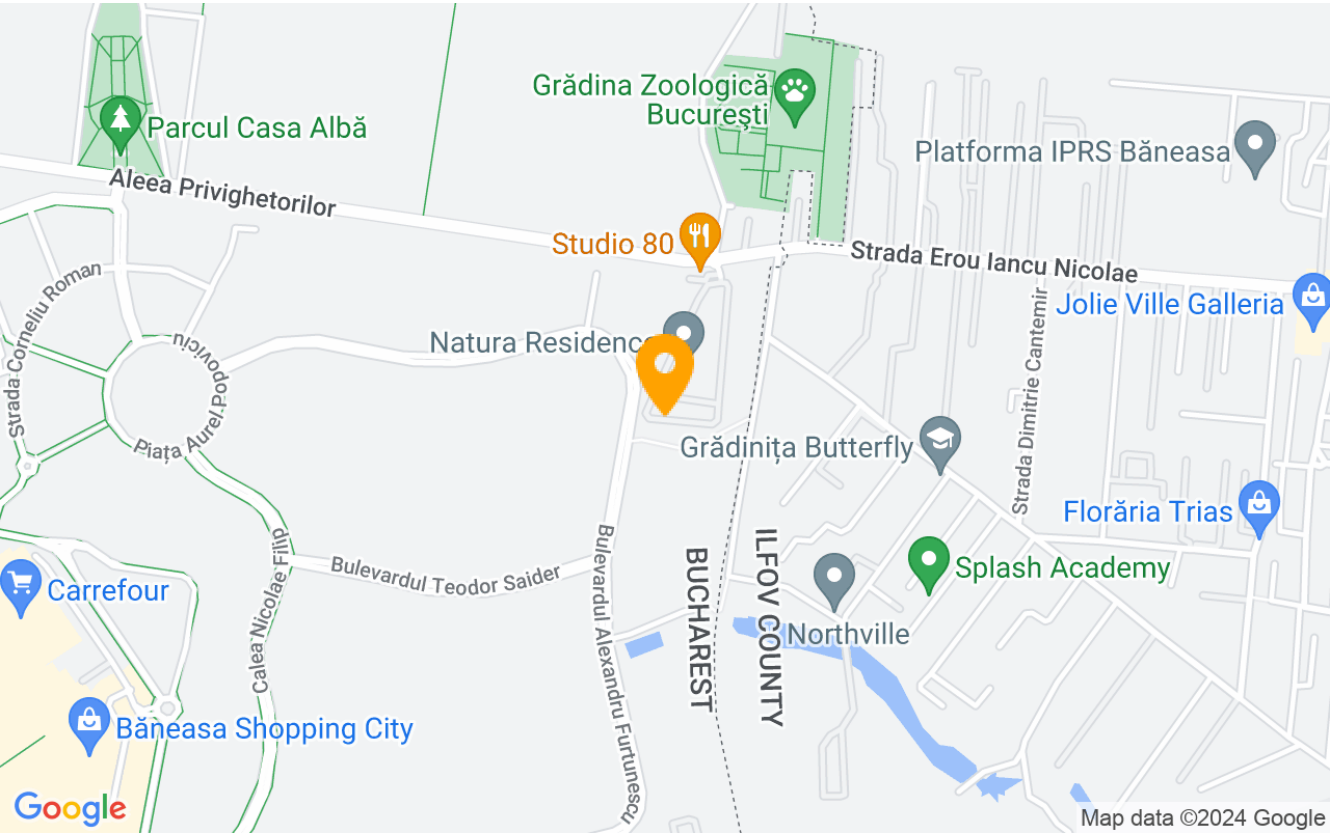 Grădina Zoologică
București
Parcul Casa Albă
Platforma IPRS Băneasa
Aleea Privighetorilor
Studio 80
Strada Erou Iancu Nicolae
Strada Corneliu Roman
Jolie Ville Galleria
Natura Residence
Strada Dimitrie Cantemir
Piața Aurel Popoviciu
Grădinița Butterfly
Florăria Trias
Calea Nicolae Filip
Bulevardul Teodor Saider
Bulevardul Alexandru Furtunescu
BUCHAREST
ILFOV COUNTY
Splash Academy
Carrefour
Northville
Băneasa Shopping City
Google
Map data ©2024 Google